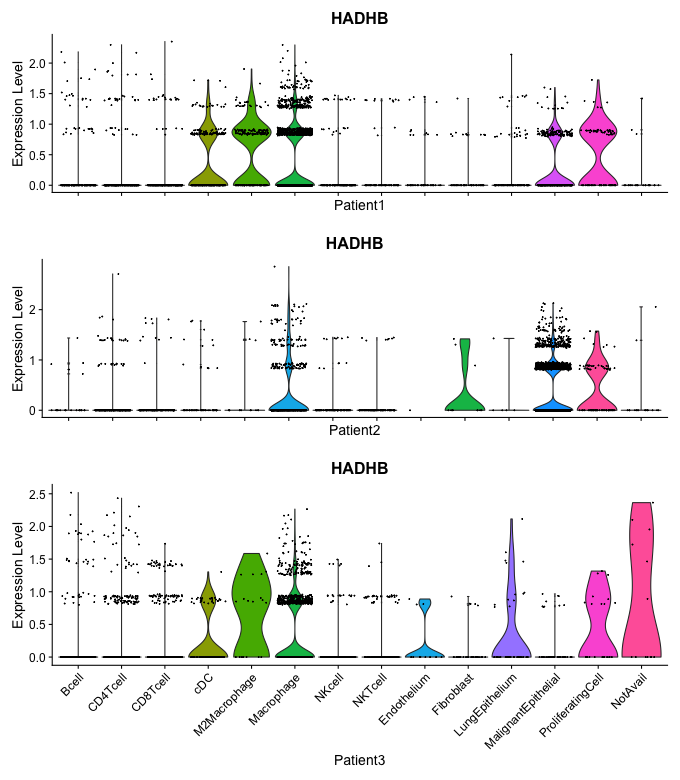 HADHB
Expression Level
2.0
1.5
1.0
0.5
0.0
Patient1
HADHB
Expression Level
2
1
0
Patient2
HADHB
Expression Level
2.5
2.0
1.5
1.0
0.5
0.0
Bcell
CD4Tcell
CD8Tcell
cDC
M2Macrophage
Macrophage
NKcell
NKTcell
Endothelium
Fibroblast
LungEpithelium
MalignantEpithelial
ProliferatingCell
NotAvail
Patient3